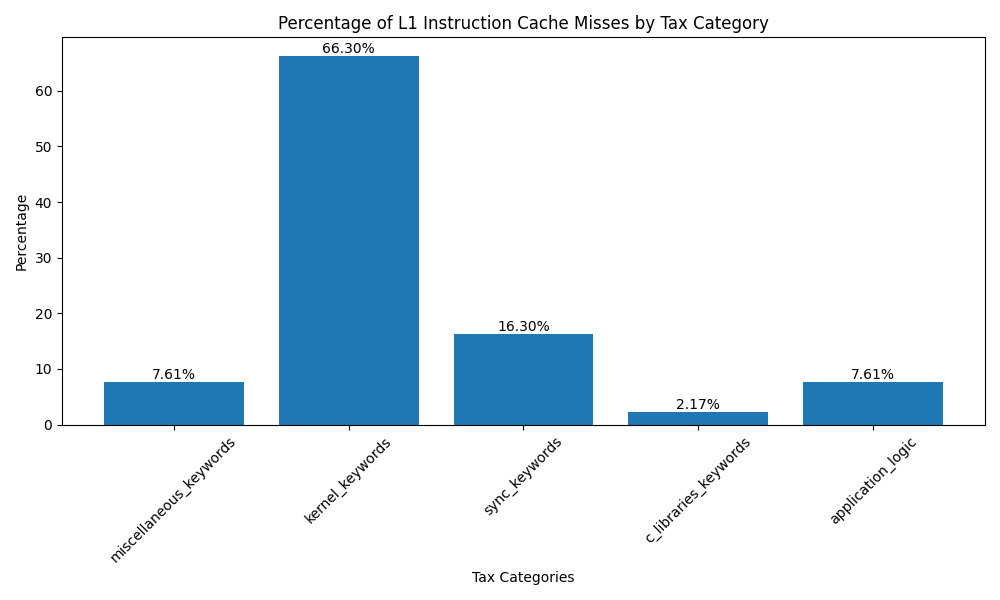 Percentage of L1 Instruction Cache Misses by Tax Category
66.30%
16.30%
7.61%
2.17%
7.61%
Percentage
60
50
40
30
20
10
0
miscellaneous_keywords
kernel_keywords
sync_keywords
c_libraries_keywords
application_logic
Tax Categories